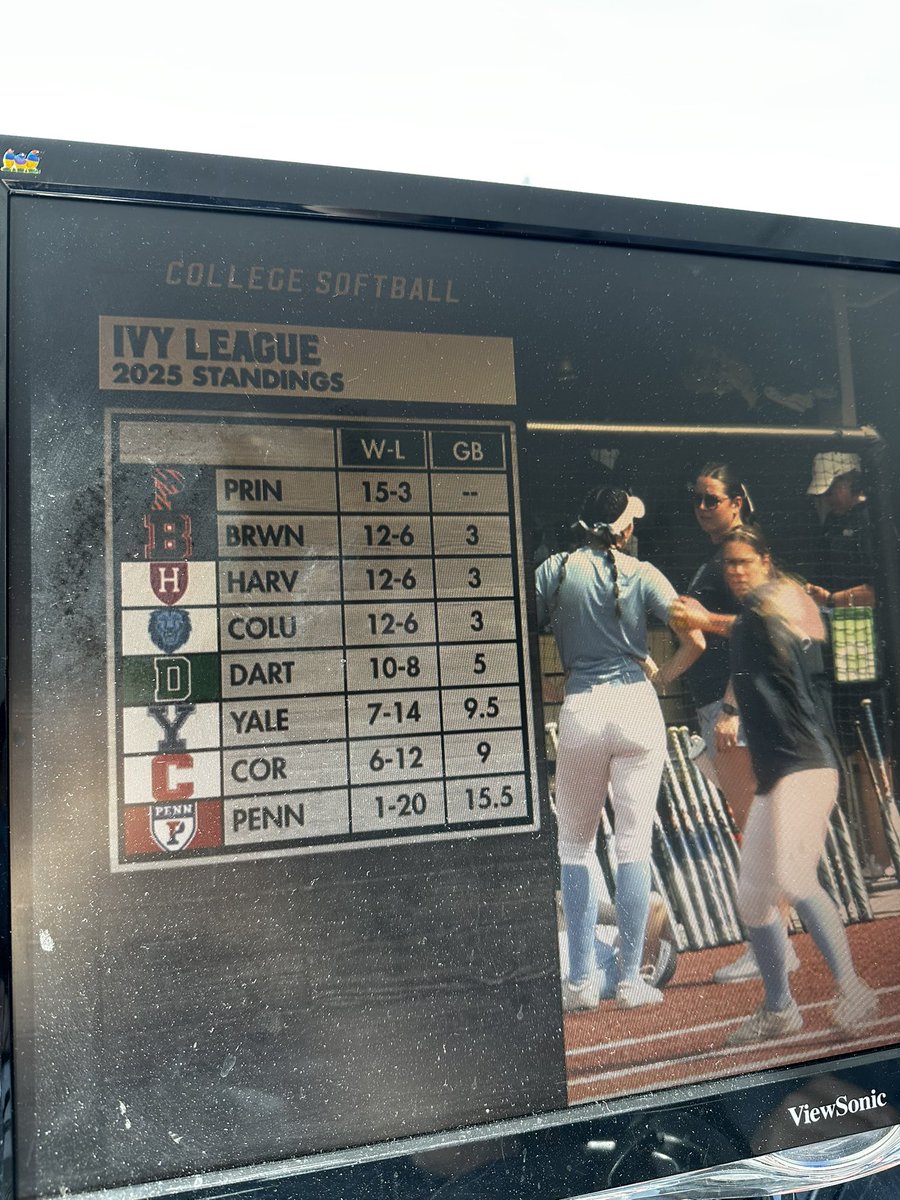 COLLEGE SOFTBALL
IVY LEAGUE
2025 STANDINGS
W-L GB
P PRIN 15-3 --
B BRWN 12-6 3
H HARV 12-6 3
COLU 12-6 3
D DART 10-8 5
Y YALE 7-14 9.5
C COR 6-12 9
PENN P PENN 1-20 15.5
ViewSonic